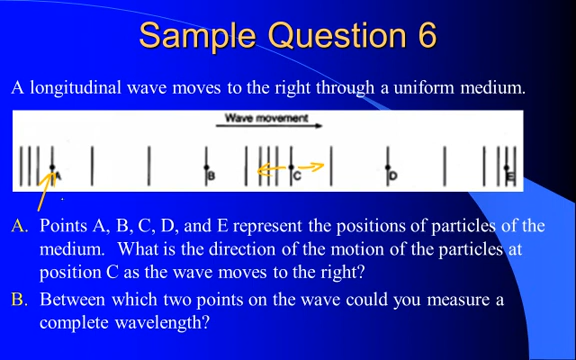 Sample Question 6
A longitudinal wave moves to the right through a uniform medium.
Wave movement
A B C D E
A. Points A, B, C, D, and E represent the positions of particles of the
medium. What is the direction of the motion of the particles at
position C as the wave moves to the right?
B. Between which two points on the wave could you measure a
complete wavelength?